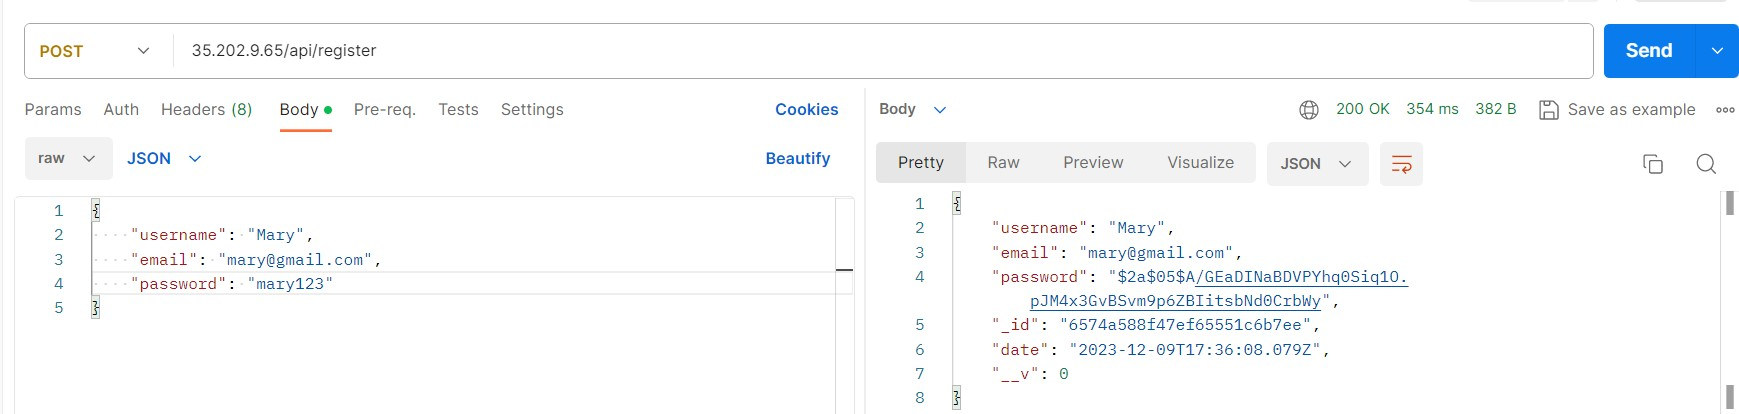 POST 35.202.9.65/api/register Send
Params Auth Headers (8) Body Pre-req. Tests Settings Cookies
raw JSON Beautify
1 {
2 "username": "Mary",
3 "email": "mary@gmail.com",
4 "password": "mary123"
5 }
Body 200 OK 354 ms 382 B Save as example
Pretty Raw Preview Visualize JSON
1 {
2 "username": "Mary",
3 "email": "mary@gmail.com",
4 "password": "$2a$05$A/GEaDINaBDVPYhq0Siq1O.
pJM4x3GvBSvm9p6ZBIitsbNd0CrbWy",
5 "_id": "6574a588f47ef65551c6b7ee",
6 "date": "2023-12-09T17:36:08.079Z",
7 "__v": 0
8 }